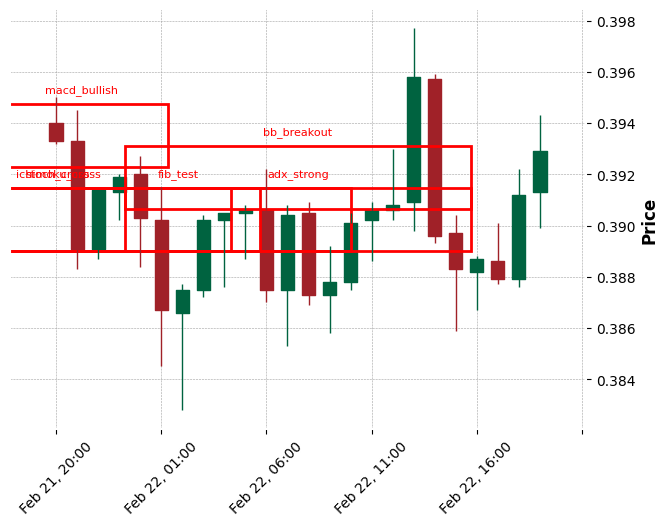 0.398
0.396
macd_bullish
0.394
bb_breakout
0.392
fib_test
adx_strong
0.390
Price
0.388
0.386
0.384
Feb 21, 20:00
Feb 22, 01:00
Feb 22, 06:00
Feb 22, 11:00
Feb 22, 16:00